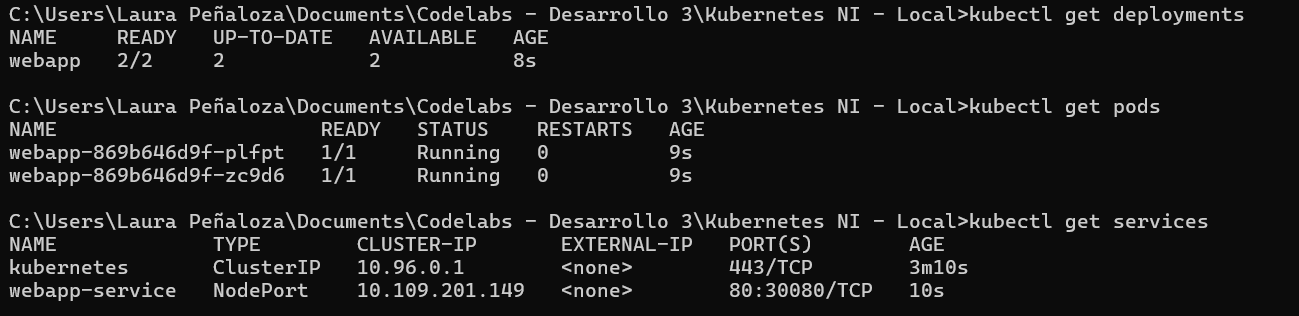 C:\Users\Laura Peñaloza\Documents\Codelabs - Desarrollo 3\Kubernetes NI - Local>kubectl get deployments
NAME     READY   UP-TO-DATE   AVAILABLE   AGE
webapp   2/2     2            2           8s
C:\Users\Laura Peñaloza\Documents\Codelabs - Desarrollo 3\Kubernetes NI - Local>kubectl get pods
NAME                      READY   STATUS    RESTARTS   AGE
webapp-869b646d9f-plfpt   1/1     Running   0          9s
webapp-869b646d9f-zc9d6   1/1     Running   0          9s
C:\Users\Laura Peñaloza\Documents\Codelabs - Desarrollo 3\Kubernetes NI - Local>kubectl get services
NAME             TYPE        CLUSTER-IP       EXTERNAL-IP   PORT(S)        AGE
kubernetes       ClusterIP   10.96.0.1        <none>        443/TCP        3m10s
webapp-service   NodePort    10.109.201.149   <none>        80:30080/TCP   10s